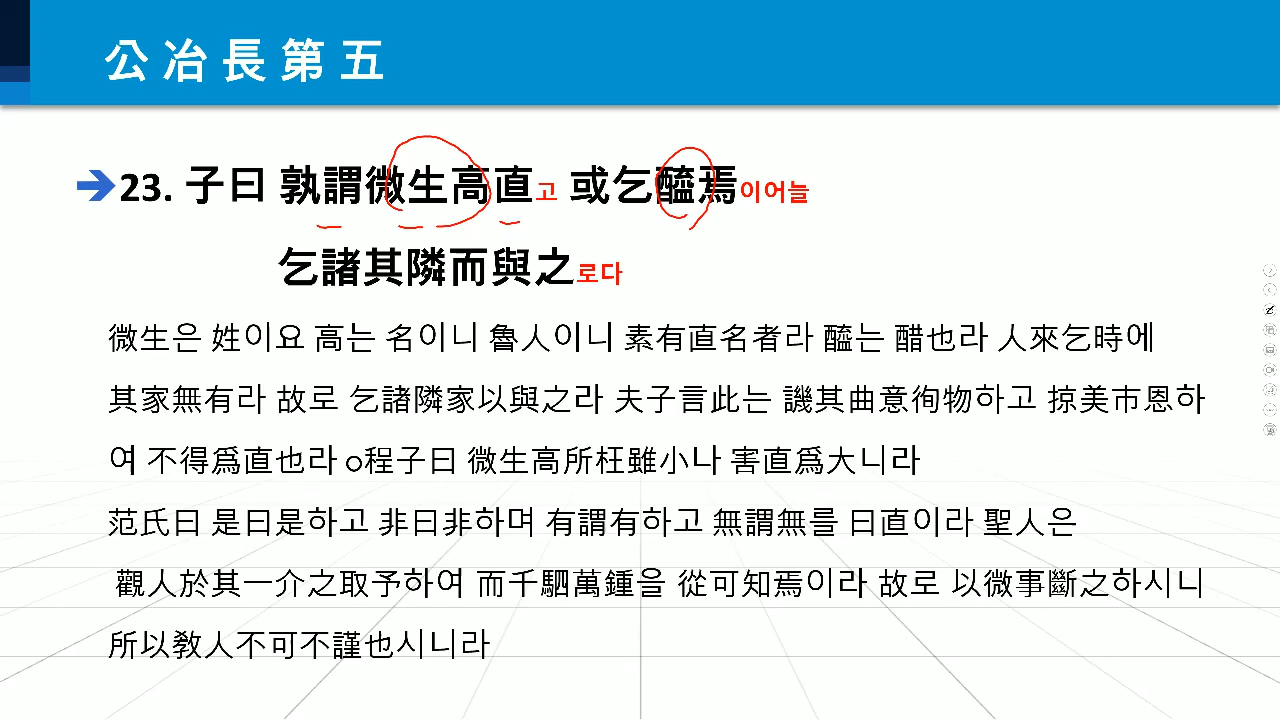 公冶長第五
23. 子曰 孰謂微生高直고 或乞醯焉이어늘
乞諸其隣而與之로다
微生은 姓이요 高는 名이니 魯人이니 素有直名者라 醯는 醋也라 人來乞時에
其家無有라 故로 乞諸隣家以與之라 夫子言此는 譏其曲意徇物하고 掠美市恩하
여 不得爲直也라 o程子曰 微生高所枉雖小나 害直爲大니라
范氏曰 是曰是하고 非曰非하며 有謂有하고 無謂無를 曰直이라 聖人은
觀人於其一介之取予하여 而千駟萬鍾을 從可知焉이라 故로 以微事斷之하시니
所以敎人不可不謹也시니라